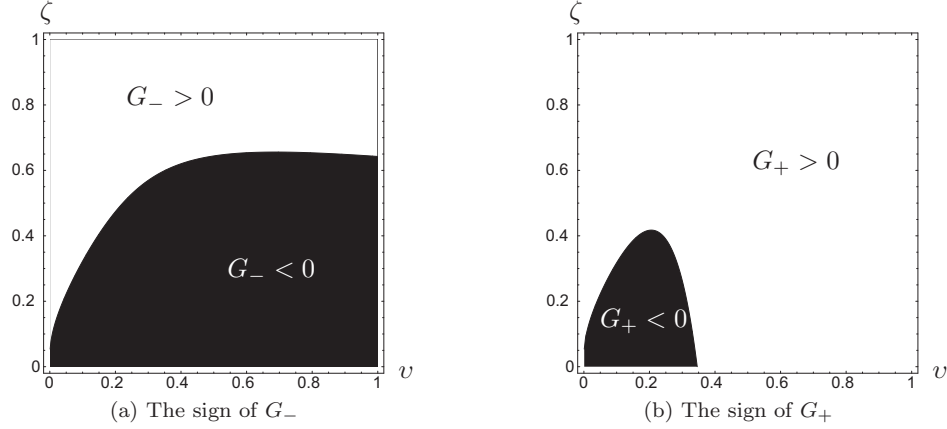 ζ
1
0.8
0.6
0.4
0.2
0
0 0.2 0.4 0.6 0.8 1
υ
G₋ > 0
G₋ < 0
(a) The sign of G₋
ζ
1
0.8
0.6
0.4
0.2
0
0 0.2 0.4 0.6 0.8 1
υ
G₊ > 0
G₊ < 0
(b) The sign of G₊